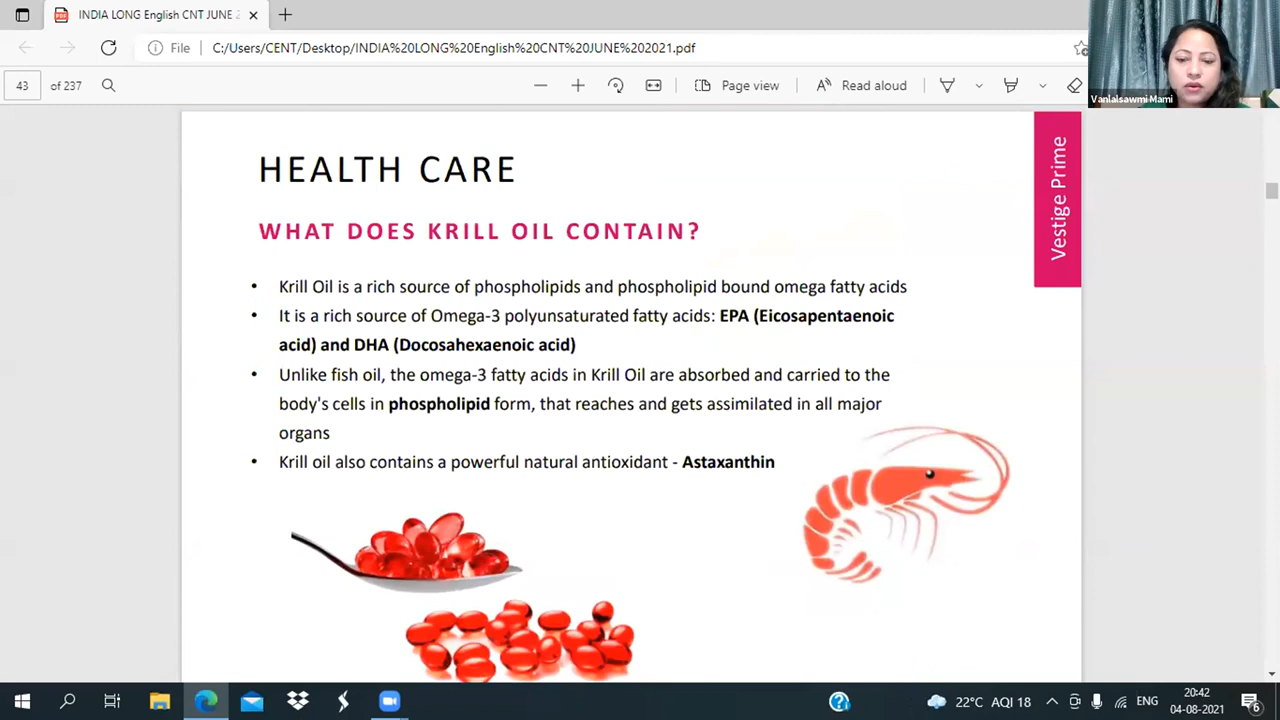 INDIA LONG English CNT JUNE 2
File
C:/Users/CENT/Desktop/INDIA%20LONG%20English%20CNT%20JUNE%202021.pdf
43 of 237
Page view
Read aloud
Vanlalsawmi Mami
HEALTH CARE
Vestige Prime
WHAT DOES KRILL OIL CONTAIN?
• Krill Oil is a rich source of phospholipids and phospholipid bound omega fatty acids
• It is a rich source of Omega-3 polyunsaturated fatty acids: EPA (Eicosapentaenoic
acid) and DHA (Docosahexaenoic acid)
• Unlike fish oil, the omega-3 fatty acids in Krill Oil are absorbed and carried to the
body's cells in phospholipid form, that reaches and gets assimilated in all major
organs
• Krill oil also contains a powerful natural antioxidant - Astaxanthin
22°C AQI 18
ENG
20:42
04-08-2021
6